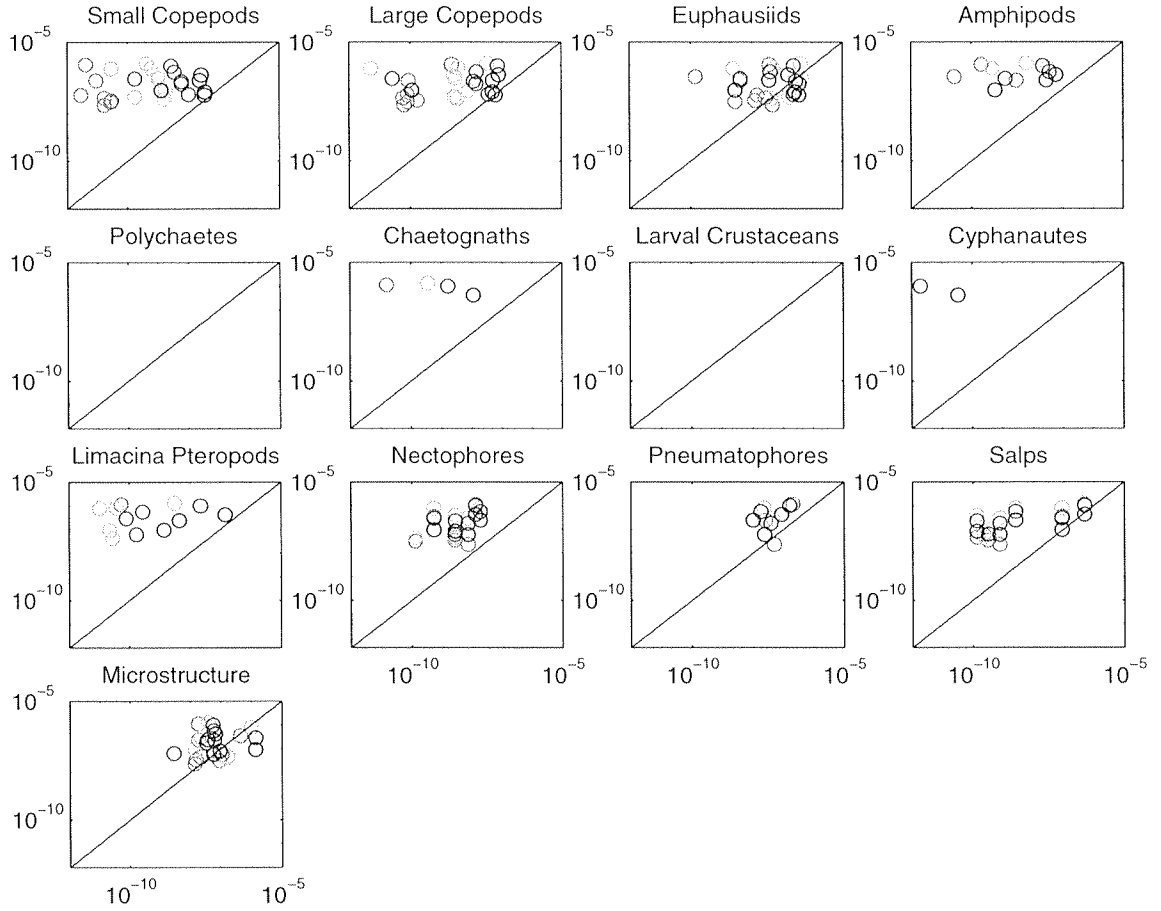 Small Copepods Large Copepods Euphausiids Amphipods
10^-5 10^-5 10^-5 10^-5
10^-10 10^-10 10^-10 10^-10
Polychaetes Chaetognaths Larval Crustaceans Cyphanautes
10^-5 10^-5 10^-5 10^-5
10^-10 10^-10 10^-10 10^-10
Limacina Pteropods Nectophores Pneumatophores Salps
10^-5 10^-5 10^-5 10^-5
10^-10 10^-10 10^-10 10^-10
10^-10 10^-5 10^-10 10^-5 10^-10 10^-5
Microstructure
10^-5
10^-10
10^-10 10^-5